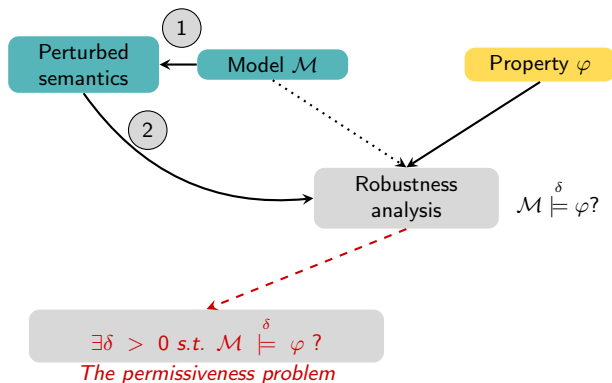 1
Perturbed
semantics
Model ℳ
Property φ
2
Robustness
analysis
ℳ ⊨^δ φ?
∃δ > 0 s.t. ℳ ⊨^δ φ ?
The permissiveness problem